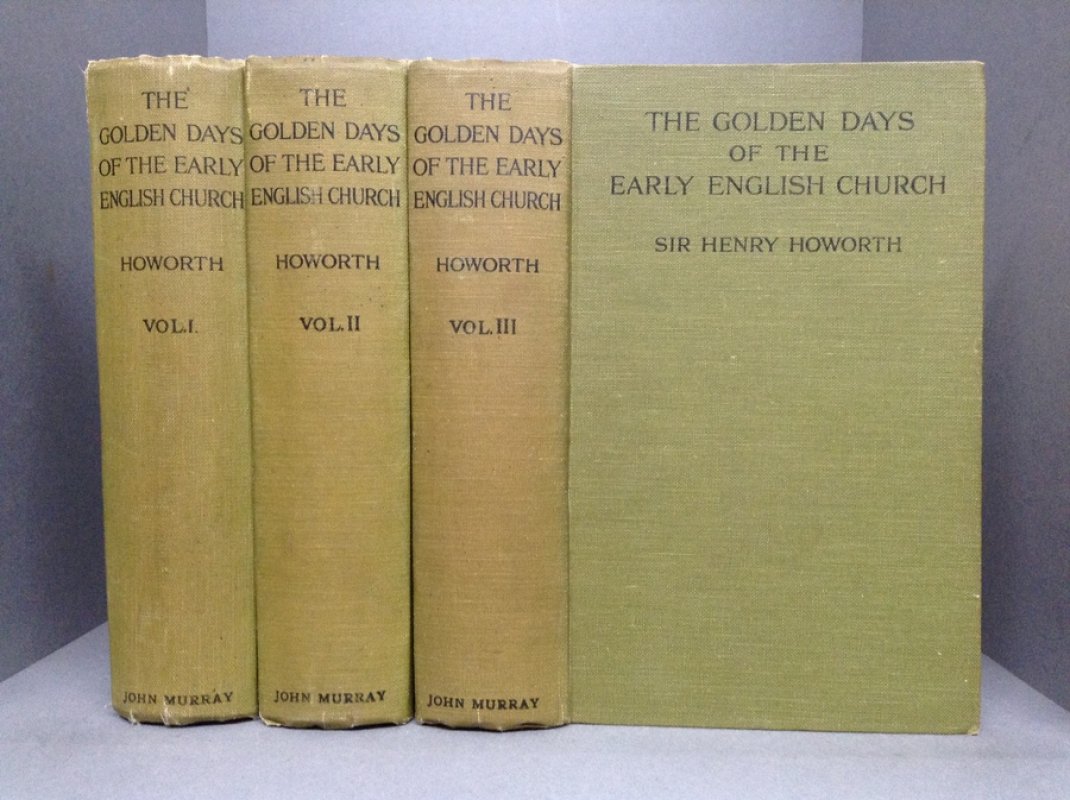 THE
GOLDEN DAYS
OF THE EARLY
ENGLISH CHURCH
HOWORTH
VOL.I.
JOHN MURRAY
THE
GOLDEN DAYS
OF THE EARLY
ENGLISH CHURCH
HOWORTH
VOL.II
JOHN MURRAY
THE
GOLDEN DAYS
OF THE EARLY
ENGLISH CHURCH
HOWORTH
VOL.III
JOHN MURRAY
THE GOLDEN DAYS
OF THE
EARLY ENGLISH CHURCH
SIR HENRY HOWORTH